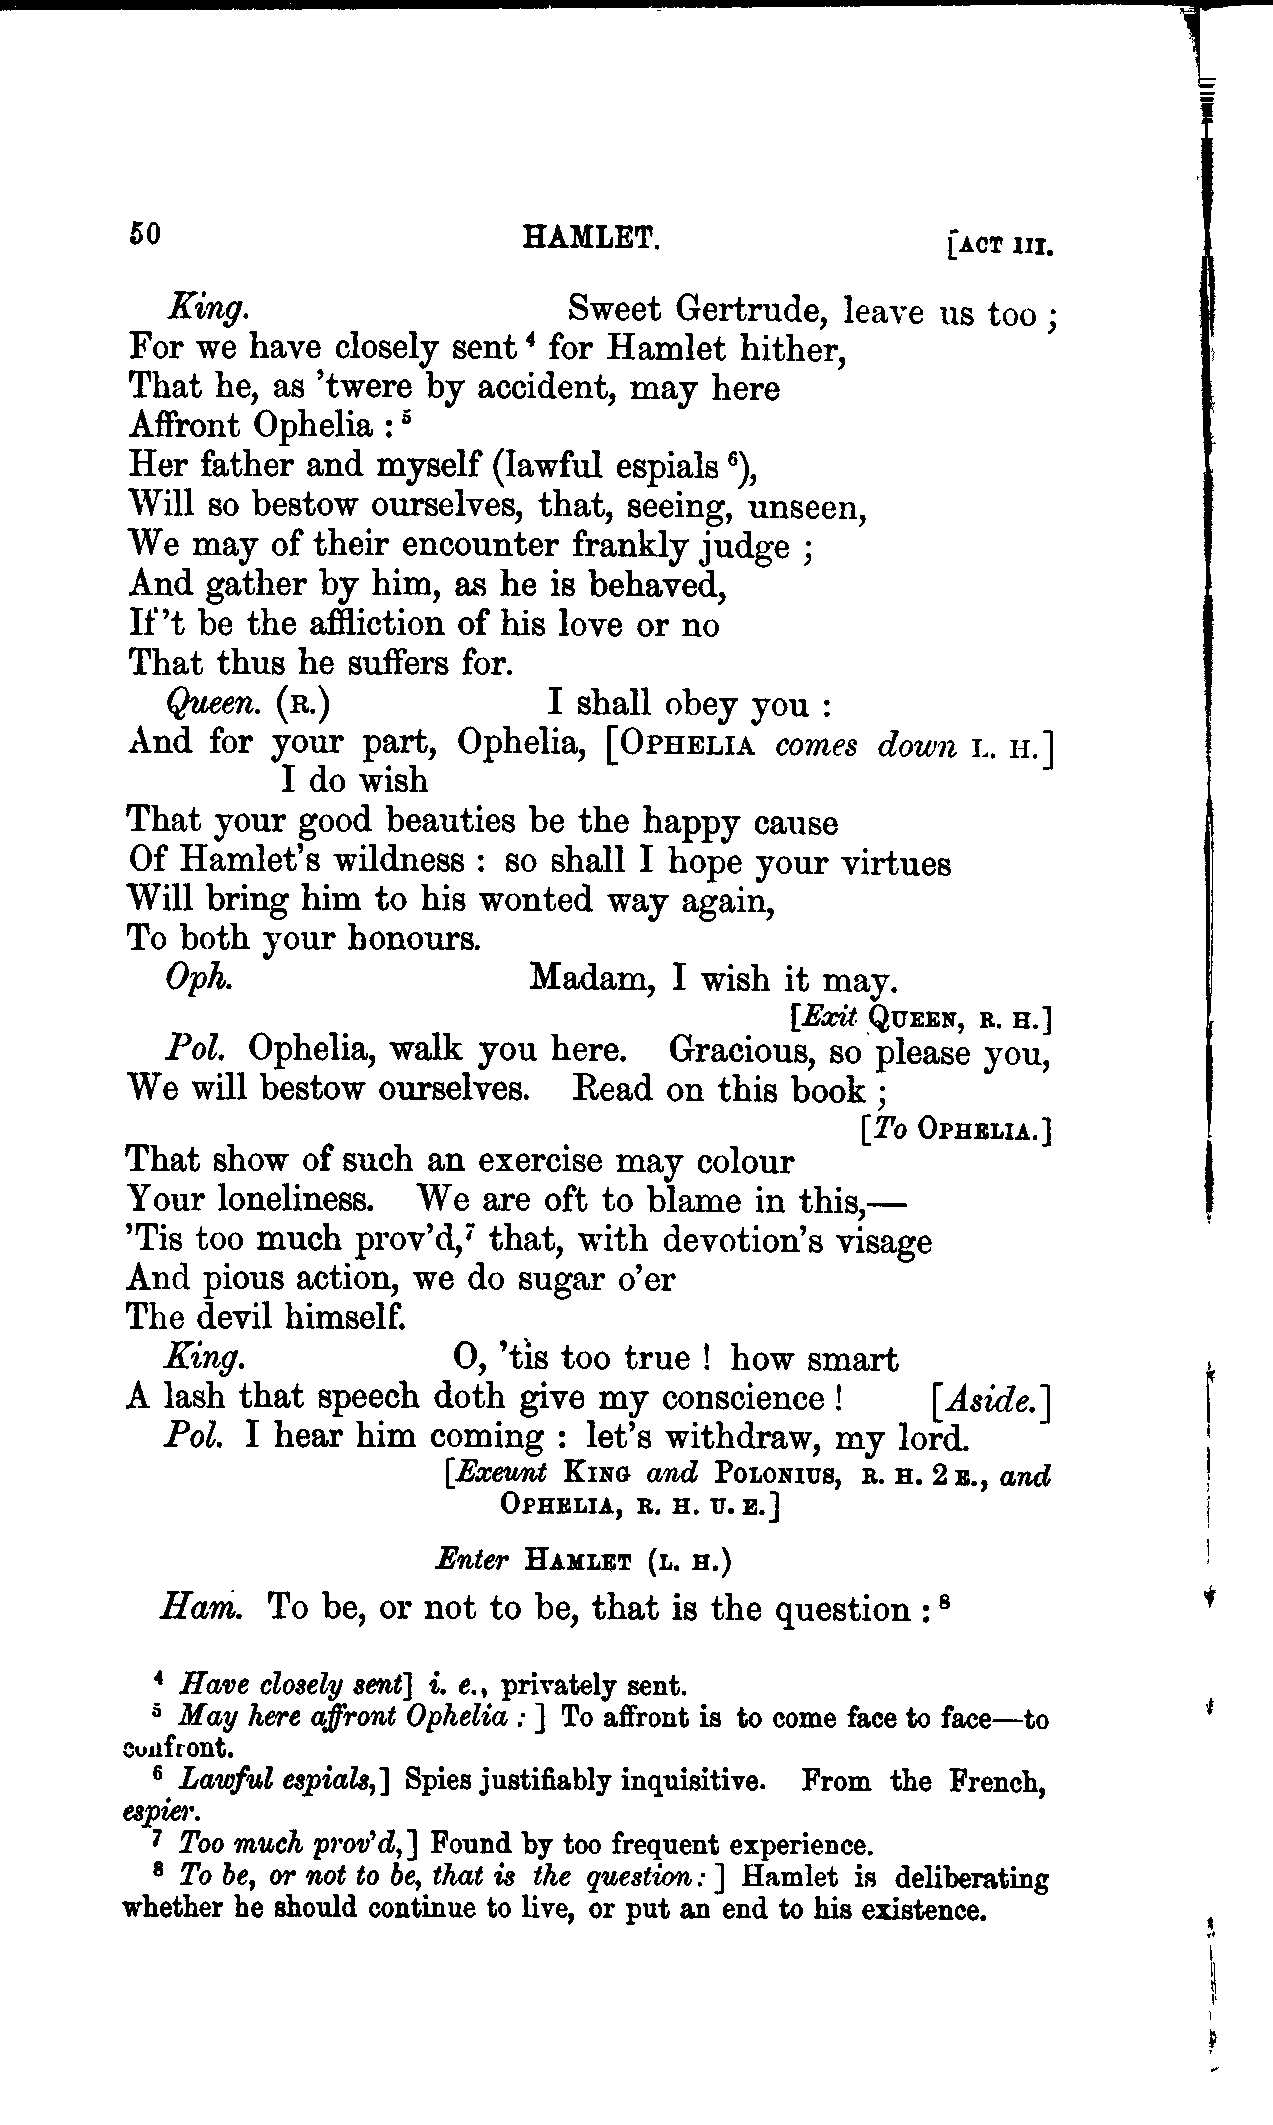 50 HAMLET. [ACT III.
King. Sweet Gertrude, leave us too ;
For we have closely sent ⁴ for Hamlet hither,
That he, as ’twere by accident, may here
Affront Ophelia : ⁵
Her father and myself (lawful espials ⁶),
Will so bestow ourselves, that, seeing, unseen,
We may of their encounter frankly judge ;
And gather by him, as he is behaved,
If ’t be the affliction of his love or no
That thus he suffers for.
Queen. (R.) I shall obey you :
And for your part, Ophelia, [OPHELIA comes down L. H.]
I do wish
That your good beauties be the happy cause
Of Hamlet’s wildness : so shall I hope your virtues
Will bring him to his wonted way again,
To both your honours.
Oph. Madam, I wish it may.
[Exit QUEEN, R. H.]
Pol. Ophelia, walk you here. Gracious, so please you,
We will bestow ourselves. Read on this book ;
[To OPHELIA.]
That show of such an exercise may colour
Your loneliness. We are oft to blame in this,—
’Tis too much prov’d,⁷ that, with devotion’s visage
And pious action, we do sugar o’er
The devil himself.
King. O, ’tis too true ! how smart
A lash that speech doth give my conscience ! [Aside.]
Pol. I hear him coming : let’s withdraw, my lord.
[Exeunt KING and POLONIUS, R. H. 2 E., and
OPHELIA, R. H. U. E.]
Enter HAMLET (L. H.)
Ham. To be, or not to be, that is the question : ⁸
⁴ Have closely sent] i. e., privately sent.
⁵ May here affront Ophelia : ] To affront is to come face to face—to
confront.
⁶ Lawful espials,] Spies justifiably inquisitive. From the French,
espier.
⁷ Too much prov’d,] Found by too frequent experience.
⁸ To be, or not to be, that is the question: ] Hamlet is deliberating
whether he should continue to live, or put an end to his existence.